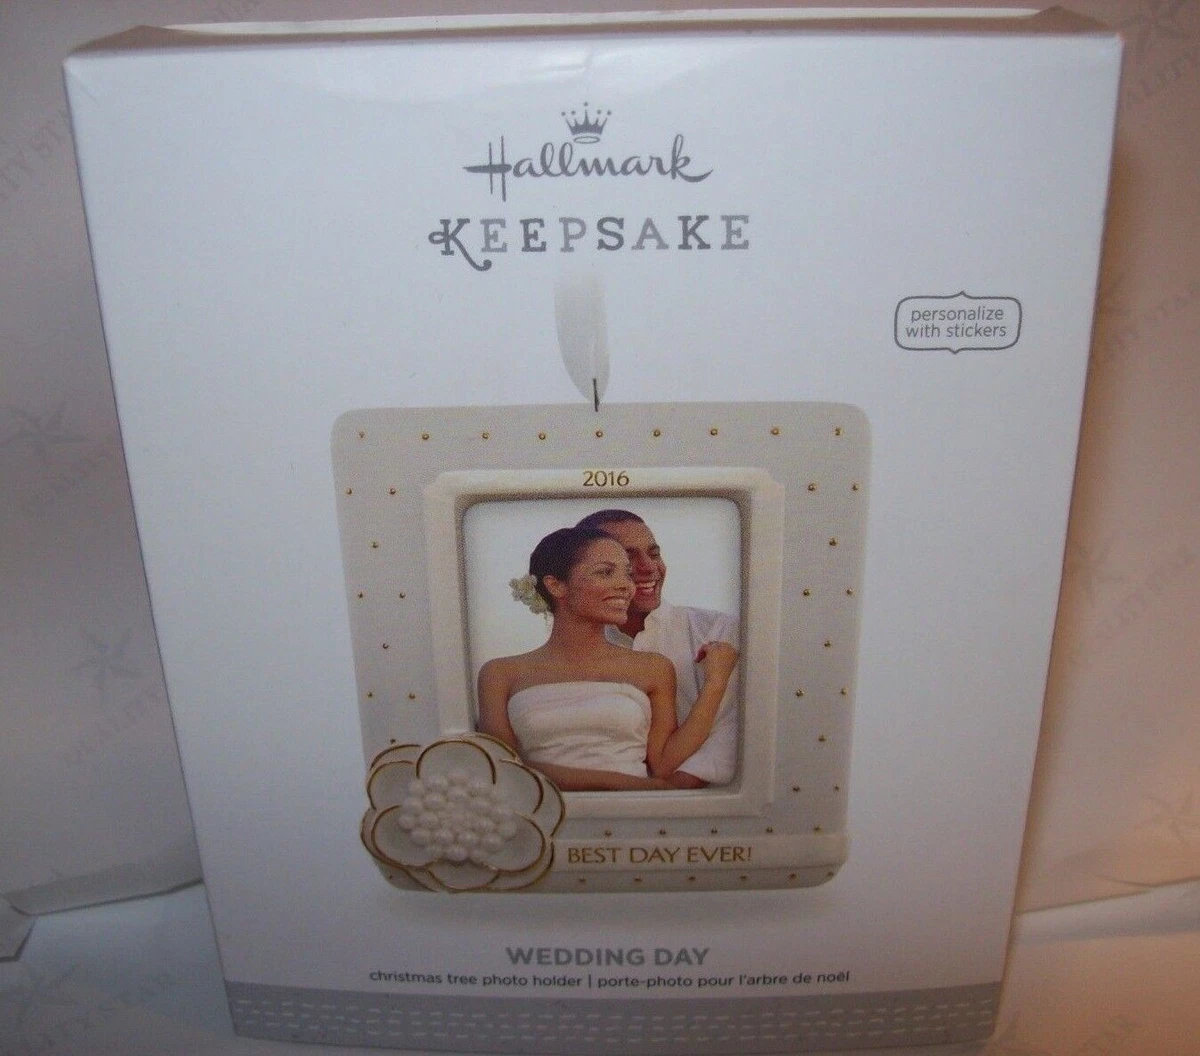 Hallmark
KEEPSAKE
personalize
with stickers
2016
BEST DAY EVER!
WEDDING DAY
christmas tree photo holder | porte-photo pour l'arbre de noël